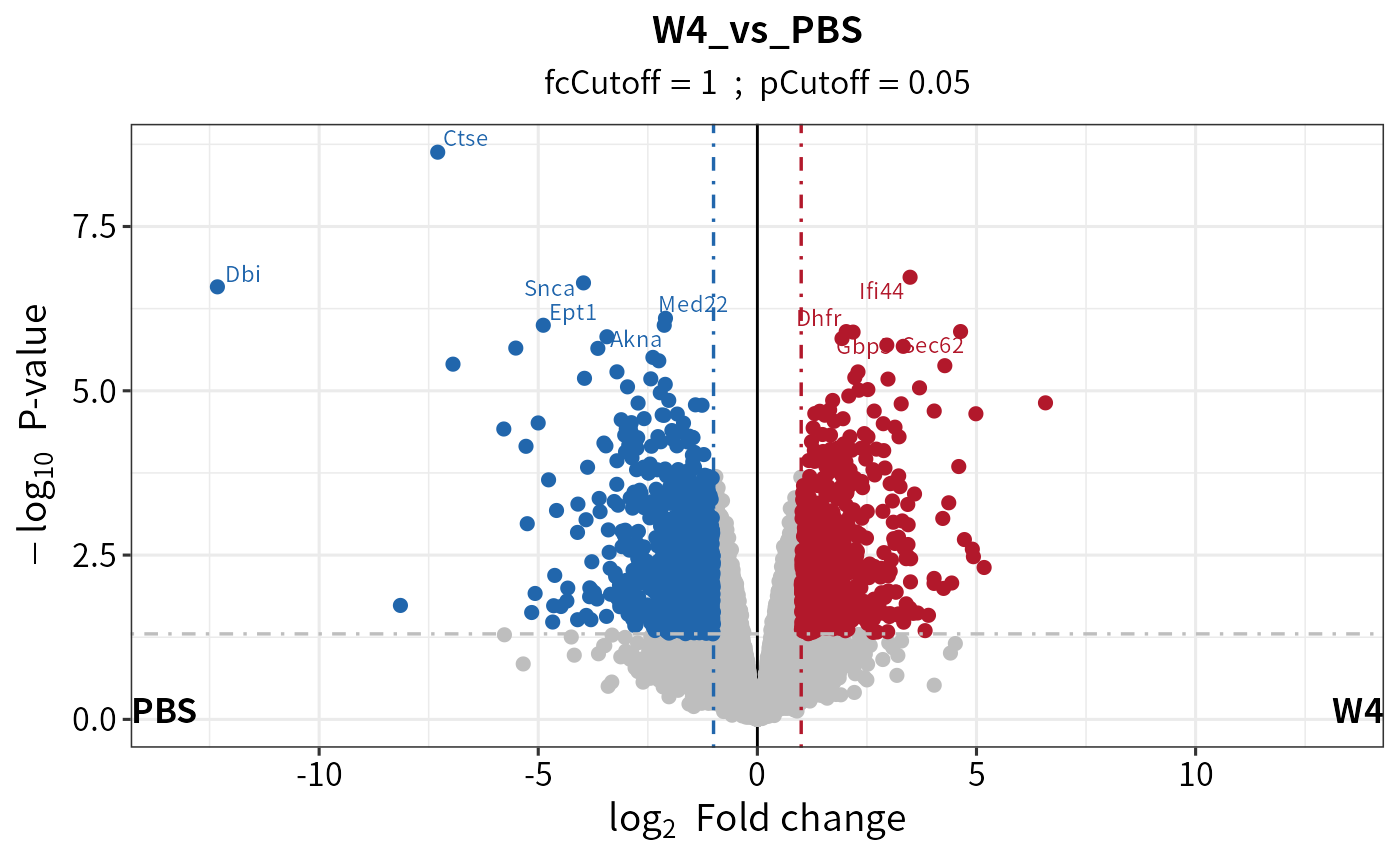 W4_vs_PBS
fcCutoff = 1 ; pCutoff = 0.05
Ctse
7.5
Dbi
Snca
Ifi44
Ept1
Med22
Dhfr
Akna
Sec62
5.0
2.5
0.0
PBS
W4
-10
-5
0
5
10
log2 Fold change
− log10 P-value